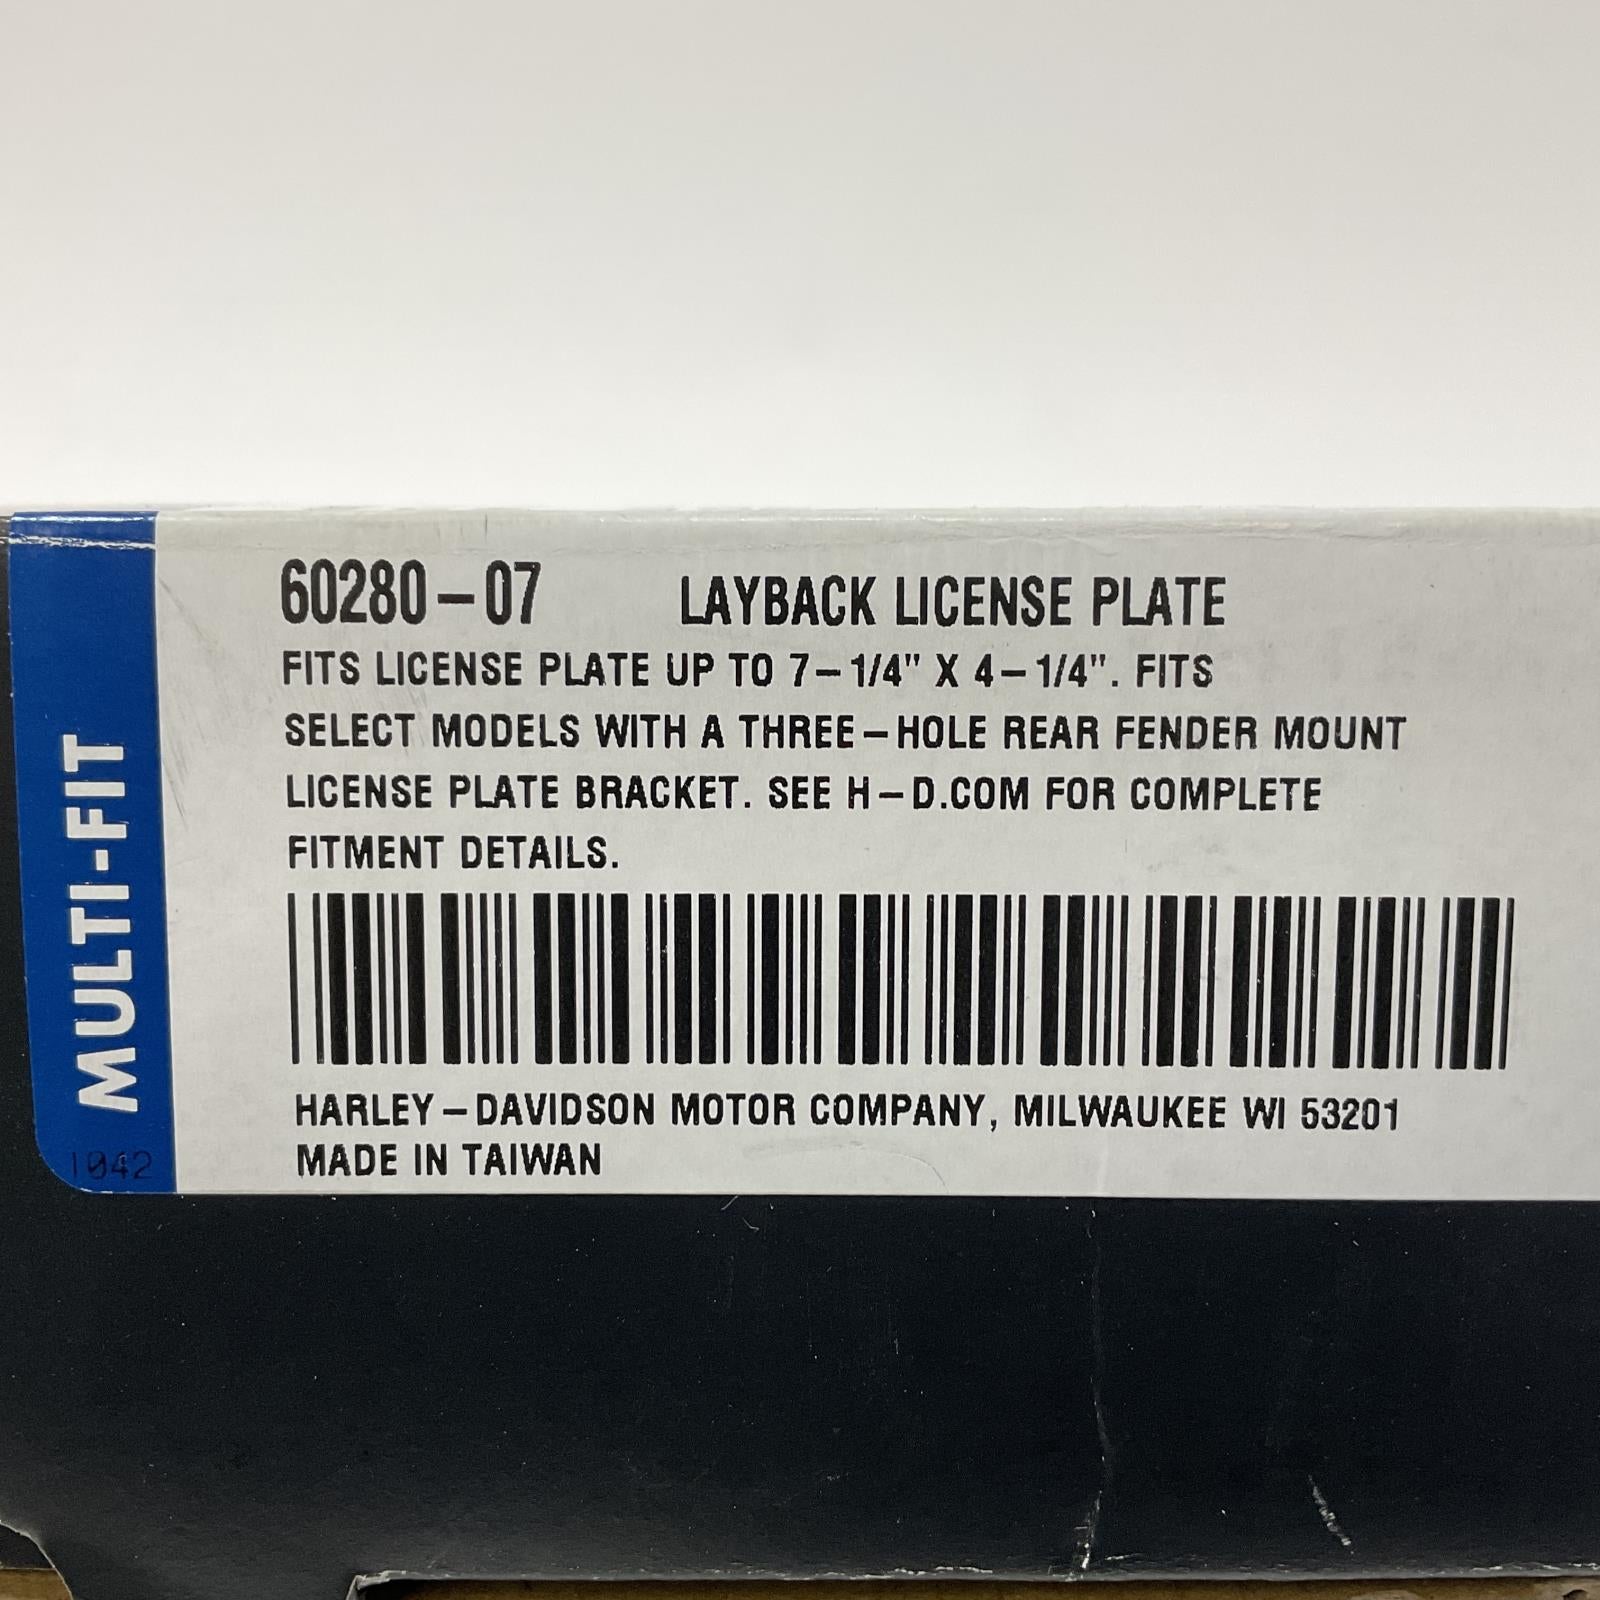 60280-07 LAYBACK LICENSE PLATE
FITS LICENSE PLATE UP TO 7-1/4" X 4-1/4". FITS
SELECT MODELS WITH A THREE-HOLE REAR FENDER MOUNT
LICENSE PLATE BRACKET. SEE H-D.COM FOR COMPLETE
FITMENT DETAILS.
HARLEY-DAVIDSON MOTOR COMPANY, MILWAUKEE WI 53201
MADE IN TAIWAN
MULTI-FIT
1042